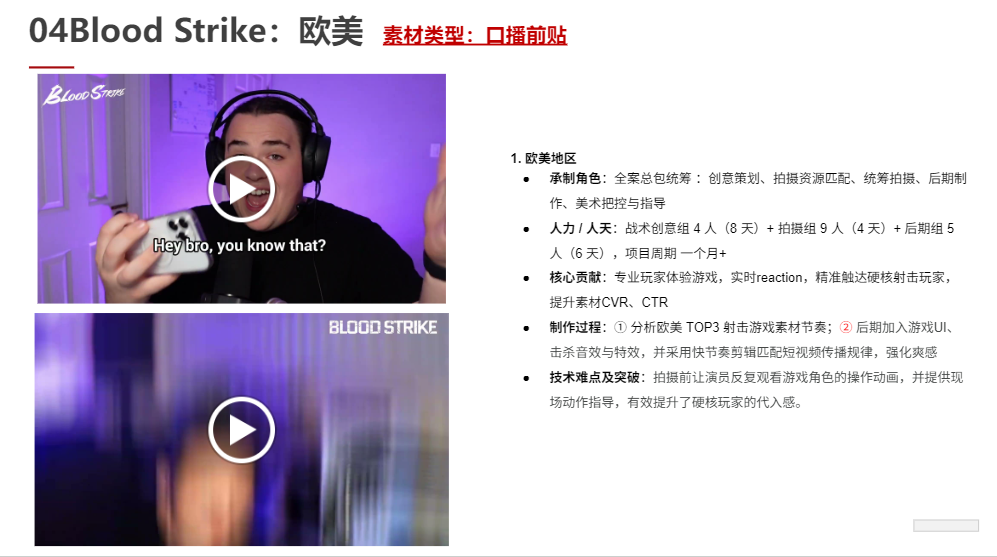 04Blood Strike：欧美 素材类型：口播前贴
BLOOD STRIKE
Hey bro, you know that?
BLOOD STRIKE
1. 欧美地区
● 承制角色：全案总包统筹 ：创意策划、拍摄资源匹配、统筹拍摄、后期制
作、美术把控与指导
● 人力 / 人天：战术创意组 4 人（8 天）+ 拍摄组 9 人（4 天）+ 后期组 5
人（6 天），项目周期 一个月+
● 核心贡献：专业玩家体验游戏，实时reaction，精准触达硬核射击玩家，
提升素材CVR、CTR
● 制作过程：① 分析欧美 TOP3 射击游戏素材节奏；② 后期加入游戏UI、
击杀音效与特效，并采用快节奏剪辑匹配短视频传播规律，强化爽感
● 技术难点及突破：拍摄前让演员反复观看游戏角色的操作动画，并提供现
场动作指导，有效提升了硬核玩家的代入感。